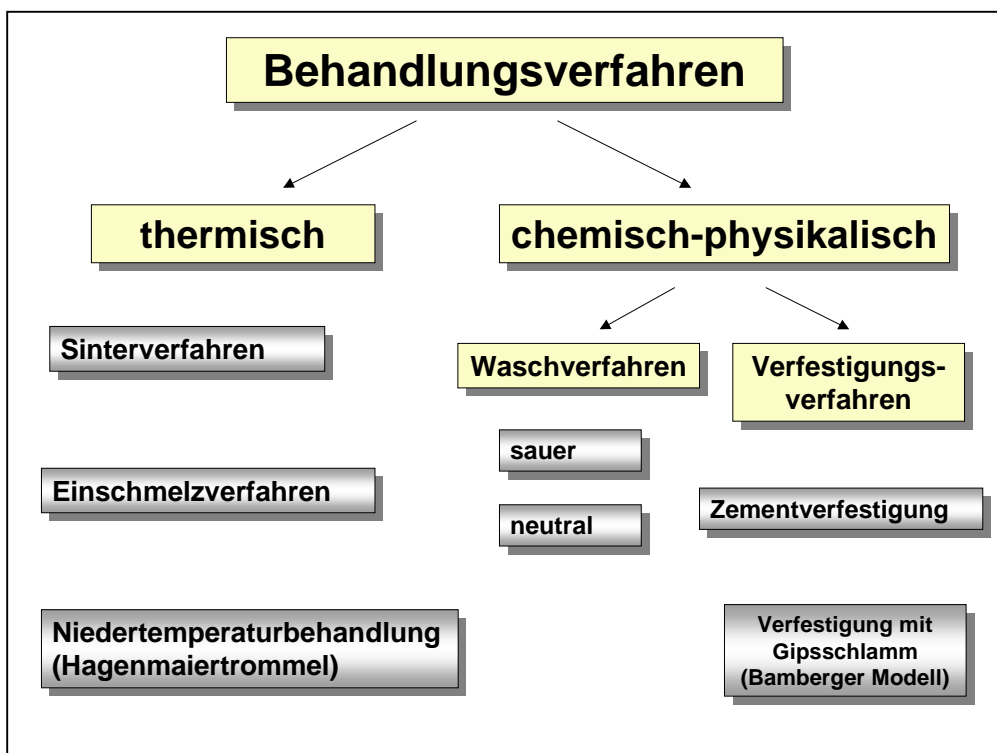 Behandlungsverfahren
thermisch
chemisch-physikalisch
Sinterverfahren
Einschmelzverfahren
Niedertemperaturbehandlung
(Hagenmaiertrommel)
Waschverfahren
sauer
neutral
Verfestigungs-
verfahren
Zementverfestigung
Verfestigung mit
Gipsschlamm
(Bamberger Modell)